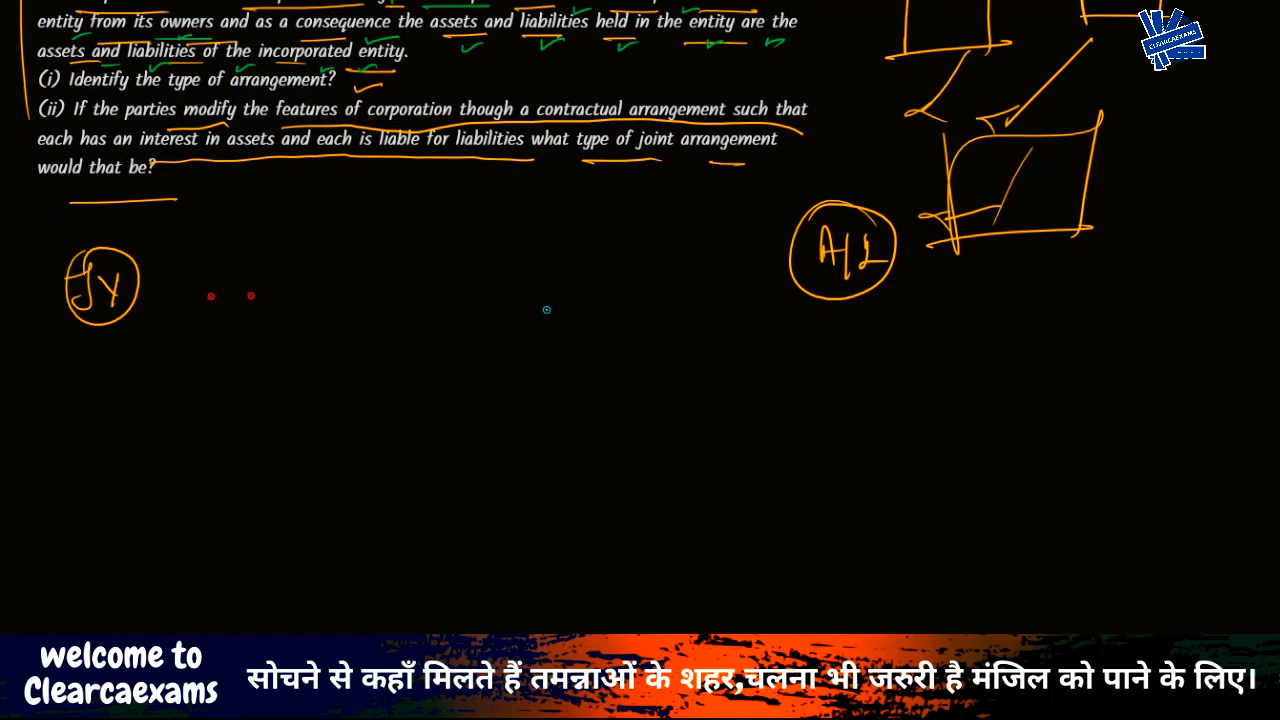 entity from its owners and as a consequence the assets and liabilities held in the entity are the
assets and liabilities of the incorporated entity.
(i) Identify the type of arrangement?
(ii) If the parties modify the features of corporation though a contractual arrangement such that
each has an interest in assets and each is liable for liabilities what type of joint arrangement
would that be?
A/L
welcome to
Clearcaexams
सोचने से कहाँ मिलते हैं तमन्नाओं के शहर,चलना भी जरुरी है मंजिल को पाने के लिए।
CLEARCAEXAMS